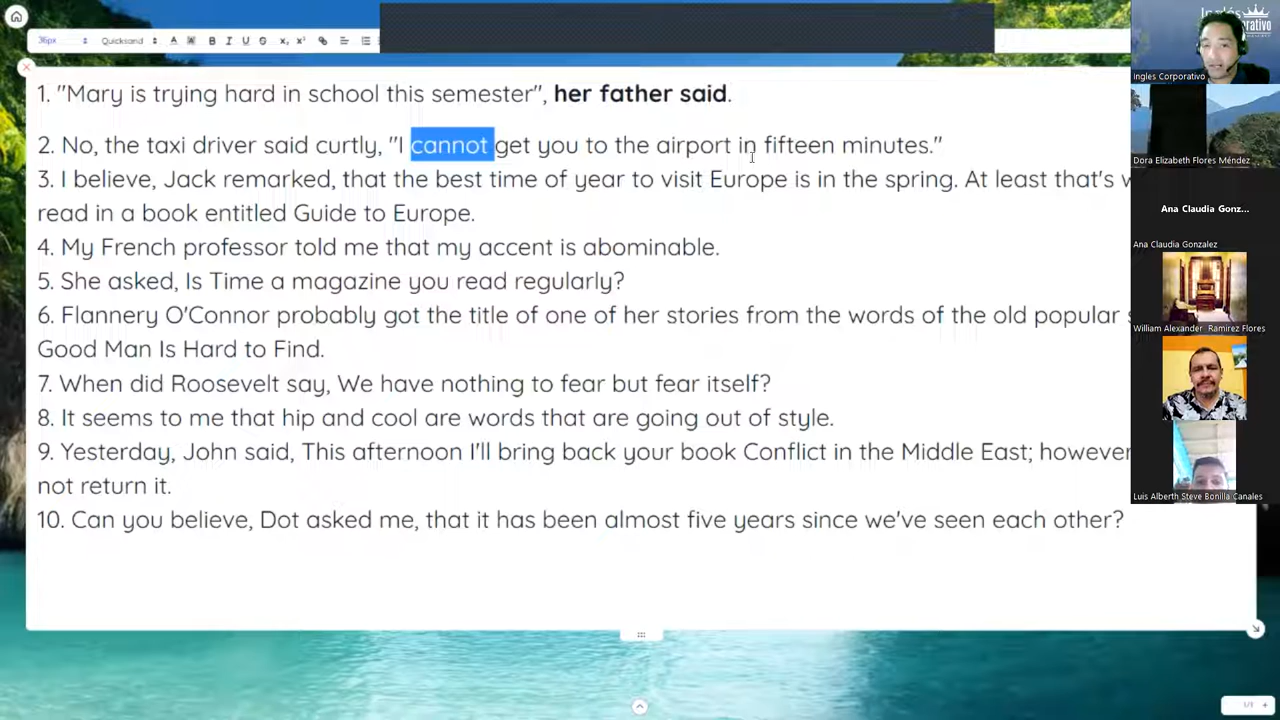 Inglés
rativo
36px Quicksand A A B I U S X₂ X²
Ingles Corporativo
1. "Mary is trying hard in school this semester", her father said.
2. No, the taxi driver said curtly, "I cannot get you to the airport in fifteen minutes."
Dora Elizabeth Flores Méndez
3. I believe, Jack remarked, that the best time of year to visit Europe is in the spring. At least that's
read in a book entitled Guide to Europe.
Ana Claudia Gonz...
Ana Claudia Gonzalez
4. My French professor told me that my accent is abominable.
5. She asked, Is Time a magazine you read regularly?
6. Flannery O'Connor probably got the title of one of her stories from the words of the old popular
Good Man Is Hard to Find.
William Alexander Ramirez Flores
7. When did Roosevelt say, We have nothing to fear but fear itself?
8. It seems to me that hip and cool are words that are going out of style.
9. Yesterday, John said, This afternoon I'll bring back your book Conflict in the Middle East; however
not return it.
Luis Alberth Steve Bonilla Canales
10. Can you believe, Dot asked me, that it has been almost five years since we've seen each other?
1/1